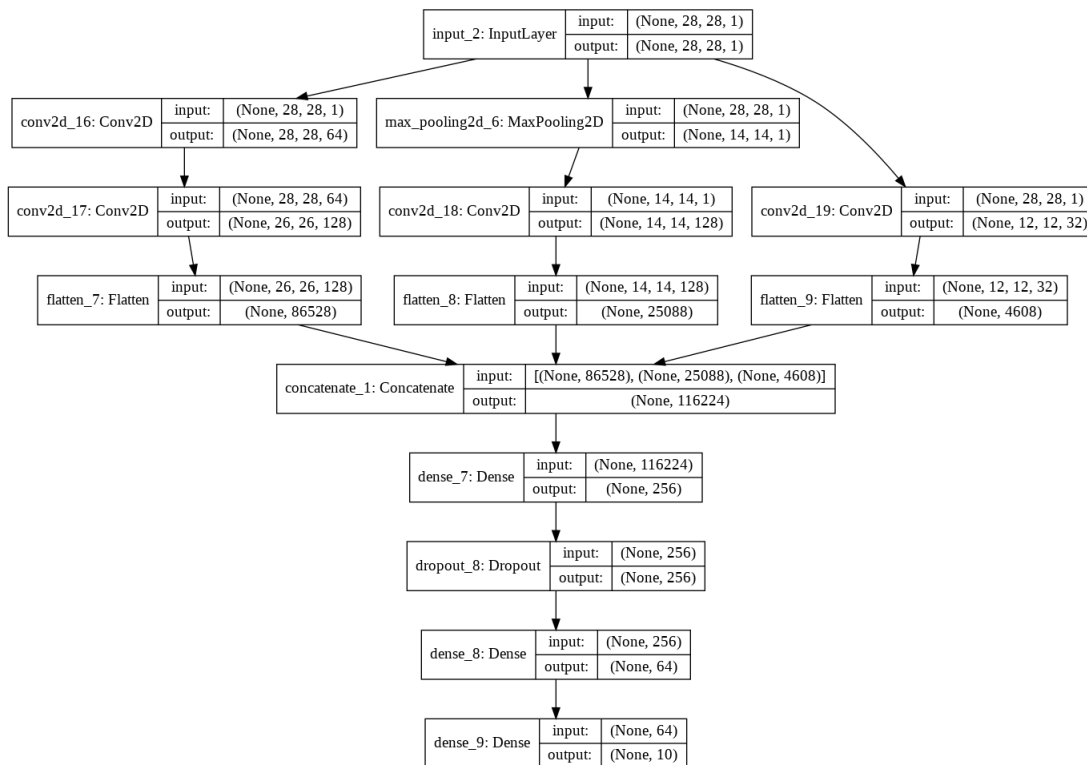 input_2: InputLayer
input: (None, 28, 28, 1)
output: (None, 28, 28, 1)
conv2d_16: Conv2D
input: (None, 28, 28, 1)
output: (None, 28, 28, 64)
max_pooling2d_6: MaxPooling2D
input: (None, 28, 28, 1)
output: (None, 14, 14, 1)
conv2d_17: Conv2D
input: (None, 28, 28, 64)
output: (None, 26, 26, 128)
conv2d_18: Conv2D
input: (None, 14, 14, 1)
output: (None, 14, 14, 128)
conv2d_19: Conv2D
input: (None, 28, 28, 1)
output: (None, 12, 12, 32)
flatten_7: Flatten
input: (None, 26, 26, 128)
output: (None, 86528)
flatten_8: Flatten
input: (None, 14, 14, 128)
output: (None, 25088)
flatten_9: Flatten
input: (None, 12, 12, 32)
output: (None, 4608)
concatenate_1: Concatenate
input: [(None, 86528), (None, 25088), (None, 4608)]
output: (None, 116224)
dense_7: Dense
input: (None, 116224)
output: (None, 256)
dropout_8: Dropout
input: (None, 256)
output: (None, 256)
dense_8: Dense
input: (None, 256)
output: (None, 64)
dense_9: Dense
input: (None, 64)
output: (None, 10)